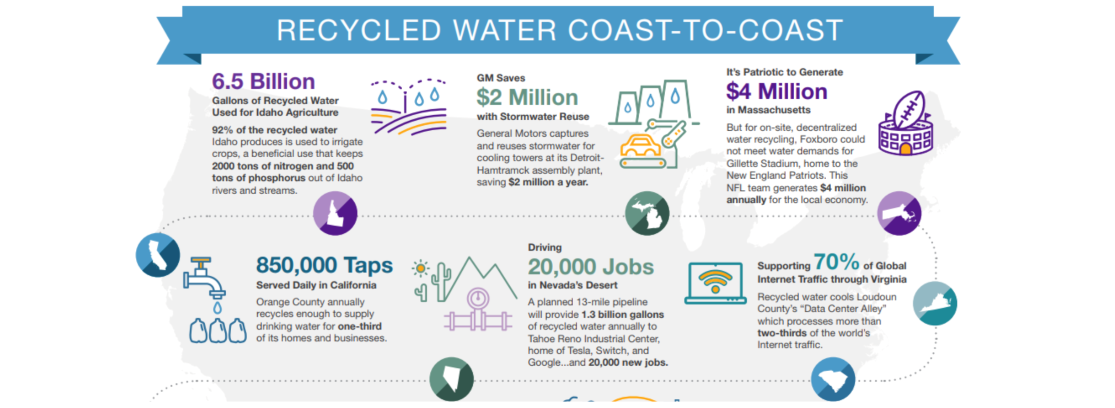 RECYCLED WATER COAST-TO-COAST
6.5 Billion
Gallons of Recycled Water
Used for Idaho Agriculture
92% of the recycled water
Idaho produces is used to irrigate
crops, a beneficial use that keeps
2000 tons of nitrogen and 500
tons of phosphorus out of Idaho
rivers and streams.
GM Saves
$2 Million
with Stormwater Reuse
General Motors captures
and reuses stormwater for
cooling towers at its Detroit-
Hamtramck assembly plant,
saving $2 million a year.
It's Patriotic to Generate
$4 Million
in Massachusetts
But for on-site, decentralized
water recycling, Foxboro could
not meet water demands for
Gillette Stadium, home to the
New England Patriots. This
NFL team generates $4 million
annually for the local economy.
850,000 Taps
Served Daily in California
Orange County annually
recycles enough to supply
drinking water for one-third
of its homes and businesses.
Driving
20,000 Jobs
in Nevada's Desert
A planned 13-mile pipeline
will provide 1.3 billion gallons
of recycled water annually to
Tahoe Reno Industrial Center,
home of Tesla, Switch, and
Google...and 20,000 new jobs.
Supporting 70% of Global
Internet Traffic through Virginia
Recycled water cools Loudoun
County's "Data Center Alley"
which processes more than
two-thirds of the world's
Internet traffic.